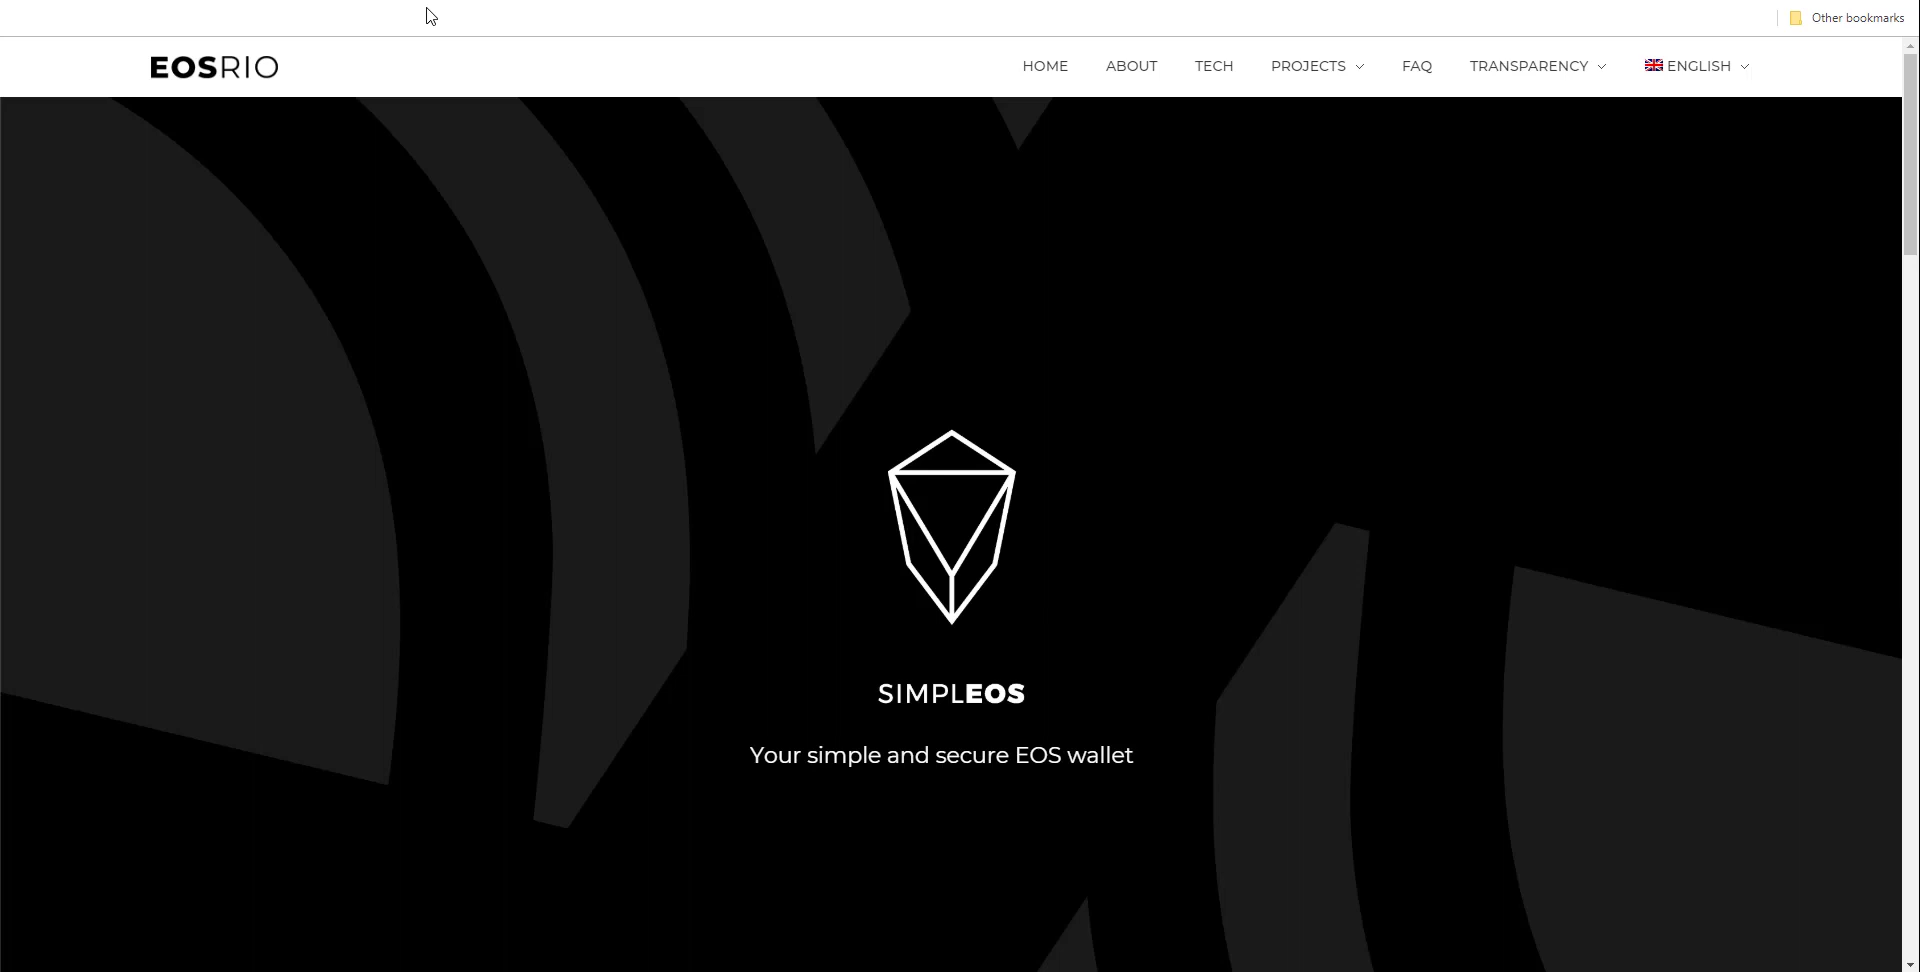 Other bookmarks
EOSRIO
HOME ABOUT TECH PROJECTS FAQ TRANSPARENCY ENGLISH
SIMPLEOS
Your simple and secure EOS wallet